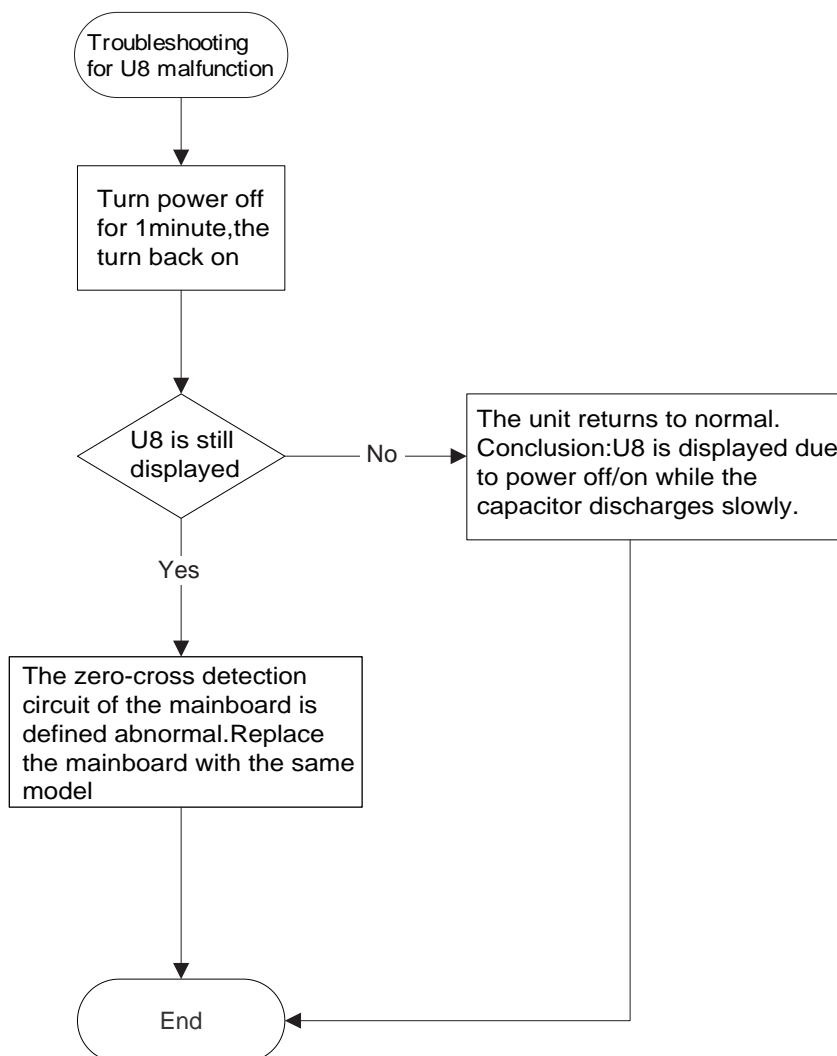 Troubleshooting
for U8 malfunction
Turn power off
for 1minute,the
turn back on
U8 is still
displayed
No
The unit returns to normal.
Conclusion:U8 is displayed due
to power off/on while the
capacitor discharges slowly.
Yes
The zero-cross detection
circuit of the mainboard is
defined abnormal.Replace
the mainboard with the same
model
End